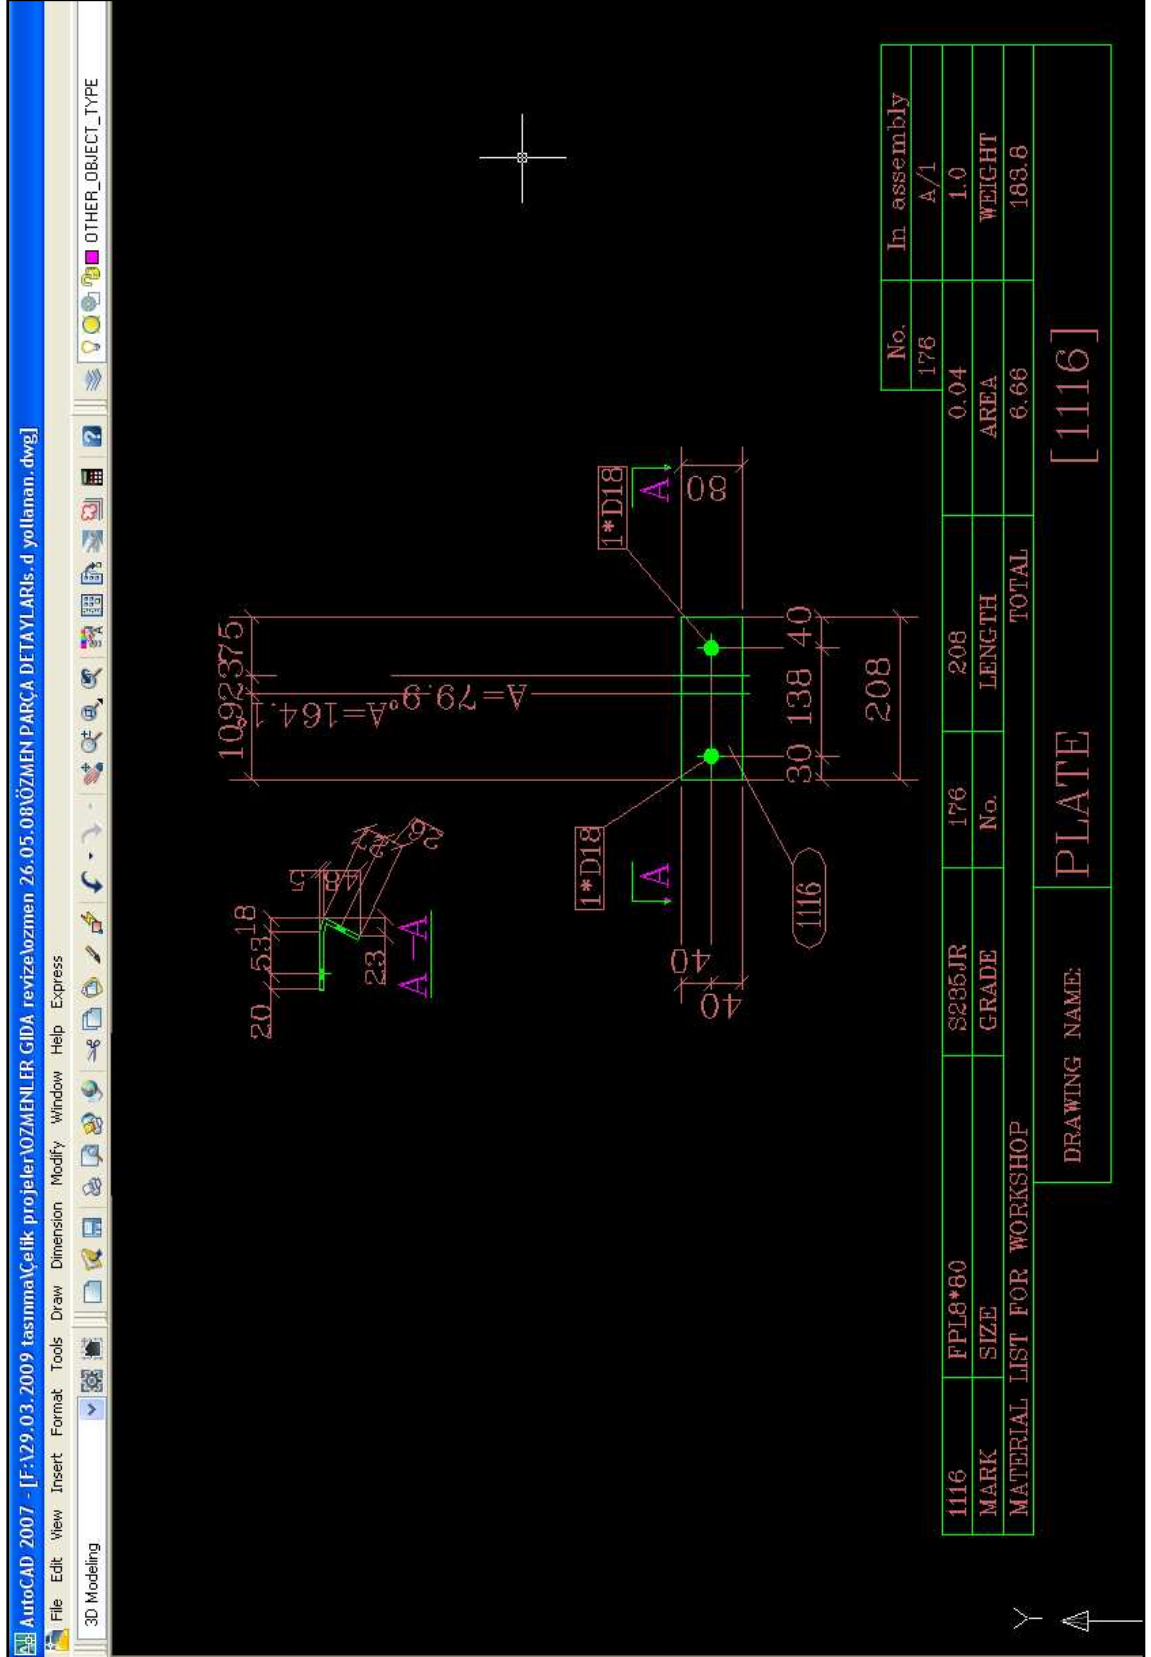 AutoCAD 2007 - [F:\29.03.2009 tasınma\Çelik projeler\OZMENLER GIDA revize\ozmen 26.05.08\ÖZMEN PARÇA DETAYLARIs.d yollanan.dwg]
File Edit View Insert Format Tools Draw Dimension Modify Window Help Express
3D Modeling
OTHER_OBJECT_TYPE
20 53 18
5
48
22
26
23
A-A
75
A=164.1°
A=79.9°
1*D18
1*D18
A
A
80
40
40
30 138 40
208
1116
No. In assembly
176 A/1
1116 FPL8*80 S235JR 176 208 0.04 1.0
MARK SIZE GRADE No. LENGTH AREA WEIGHT
MATERIAL LIST FOR WORKSHOP TOTAL 6.66 183.8
DRAWING NAME: PLATE [1116]
Y